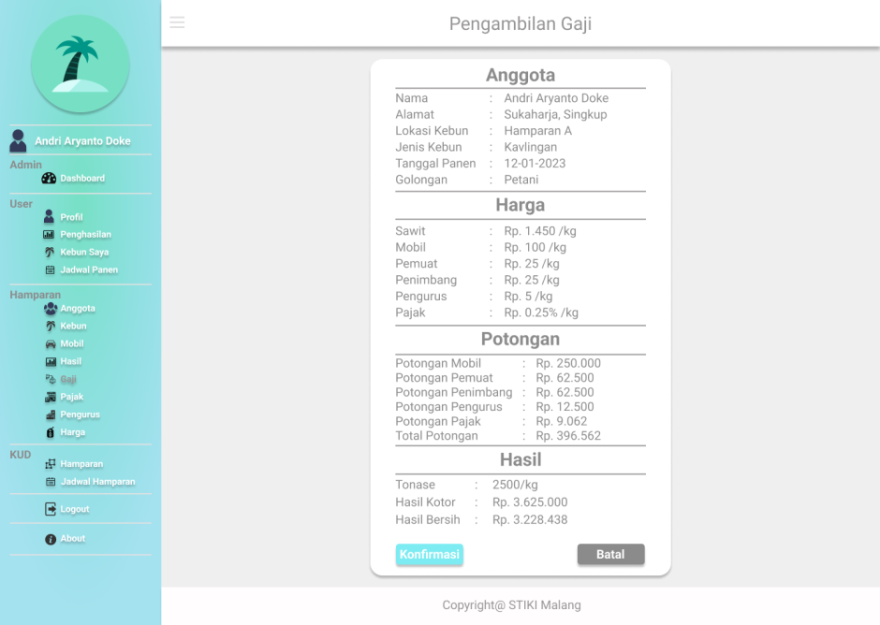 Pengambilan Gaji
Andri Aryanto Doke
Admin
Dashboard
User
Profil
Penghasilan
Kebun Saya
Jadwal Panen
Hamparan
Anggota
Kebun
Mobil
Hasil
Gaji
Pajak
Pengurus
Harga
KUD
Hamparan
Jadwal Hamparan
Logout
About
Anggota
Nama : Andri Aryanto Doke
Alamat : Sukaharja, Singkup
Lokasi Kebun : Hamparan A
Jenis Kebun : Kavlingan
Tanggal Panen : 12-01-2023
Golongan : Petani
Harga
Sawit : Rp. 1.450 /kg
Mobil : Rp. 100 /kg
Pemuat : Rp. 25 /kg
Penimbang : Rp. 25 /kg
Pengurus : Rp. 5 /kg
Pajak : Rp. 0.25% /kg
Potongan
Potongan Mobil : Rp. 250.000
Potongan Pemuat : Rp. 62.500
Potongan Penimbang : Rp. 62.500
Potongan Pengurus : Rp. 12.500
Potongan Pajak : Rp. 9.062
Total Potongan : Rp. 396.562
Hasil
Tonase : 2500/kg
Hasil Kotor : Rp. 3.625.000
Hasil Bersih : Rp. 3.228.438
Konfirmasi Batal
Copyright@ STIKI Malang